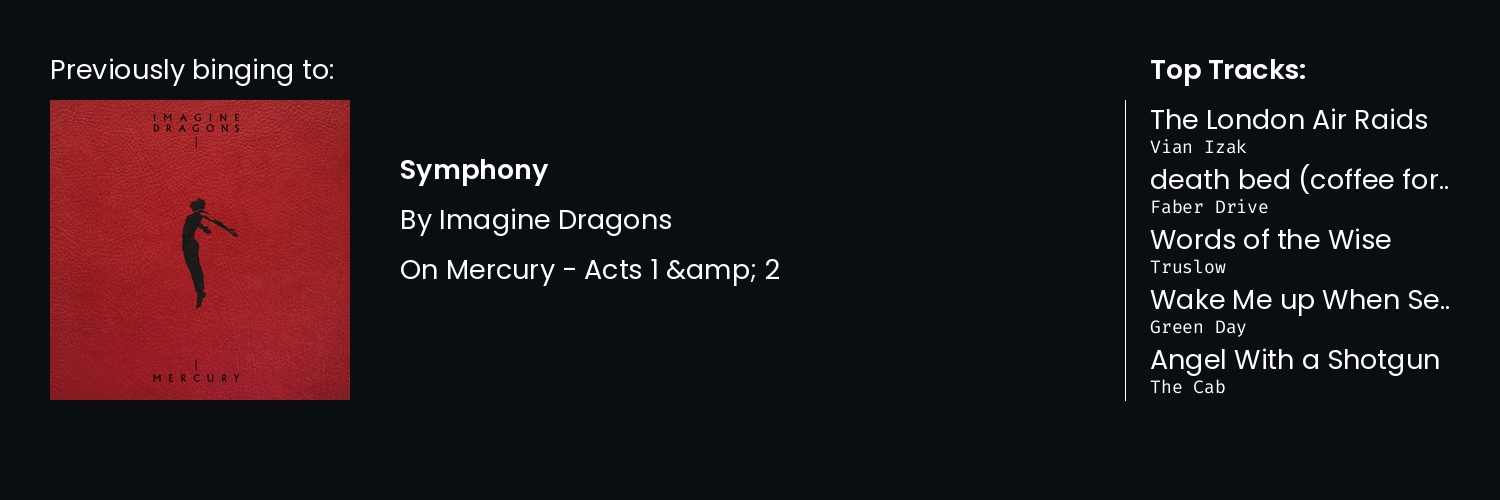 Previously binging to:
IMAGINE
DRAGONS
MERCURY
Symphony
By Imagine Dragons
On Mercury - Acts 1 &amp; 2
Top Tracks:
The London Air Raids
Vian Izak
death bed (coffee for..
Faber Drive
Words of the Wise
Truslow
Wake Me up When Se..
Green Day
Angel With a Shotgun
The Cab